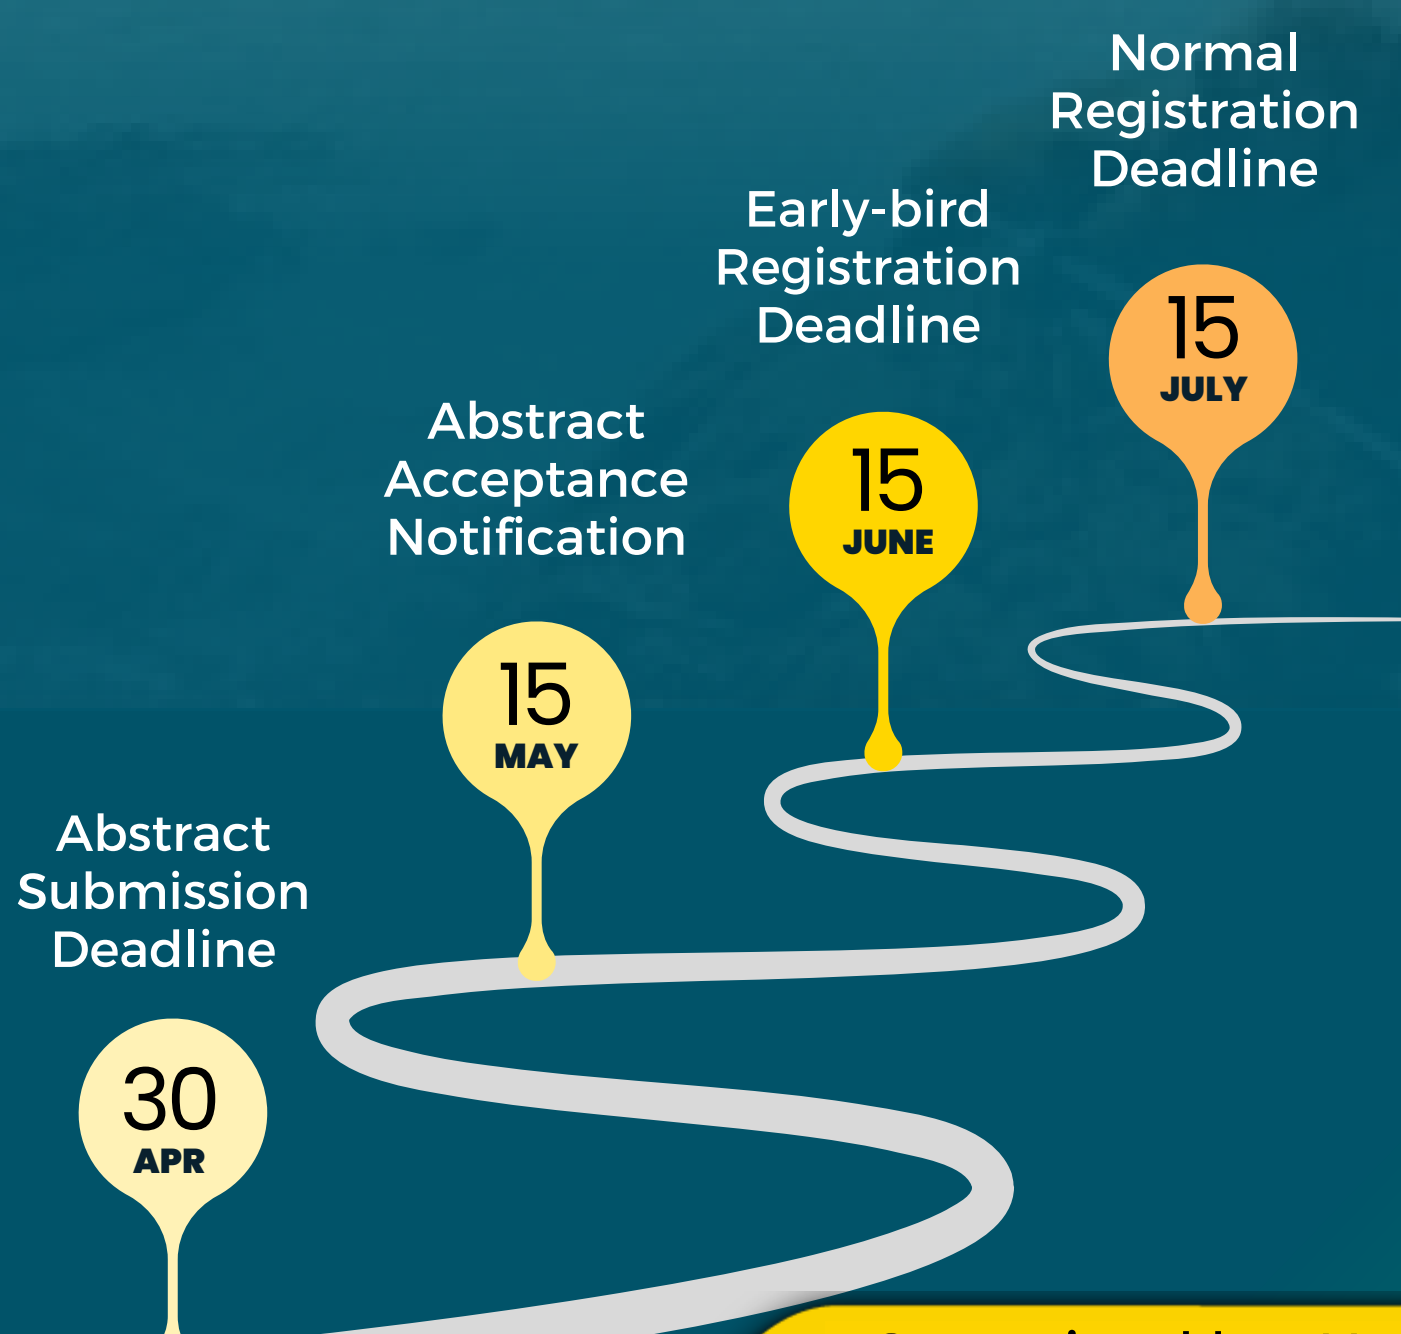 Normal
Registration
Deadline
15
JULY
Early-bird
Registration
Deadline
15
JUNE
Abstract
Acceptance
Notification
15
MAY
Abstract
Submission
Deadline
30
APR